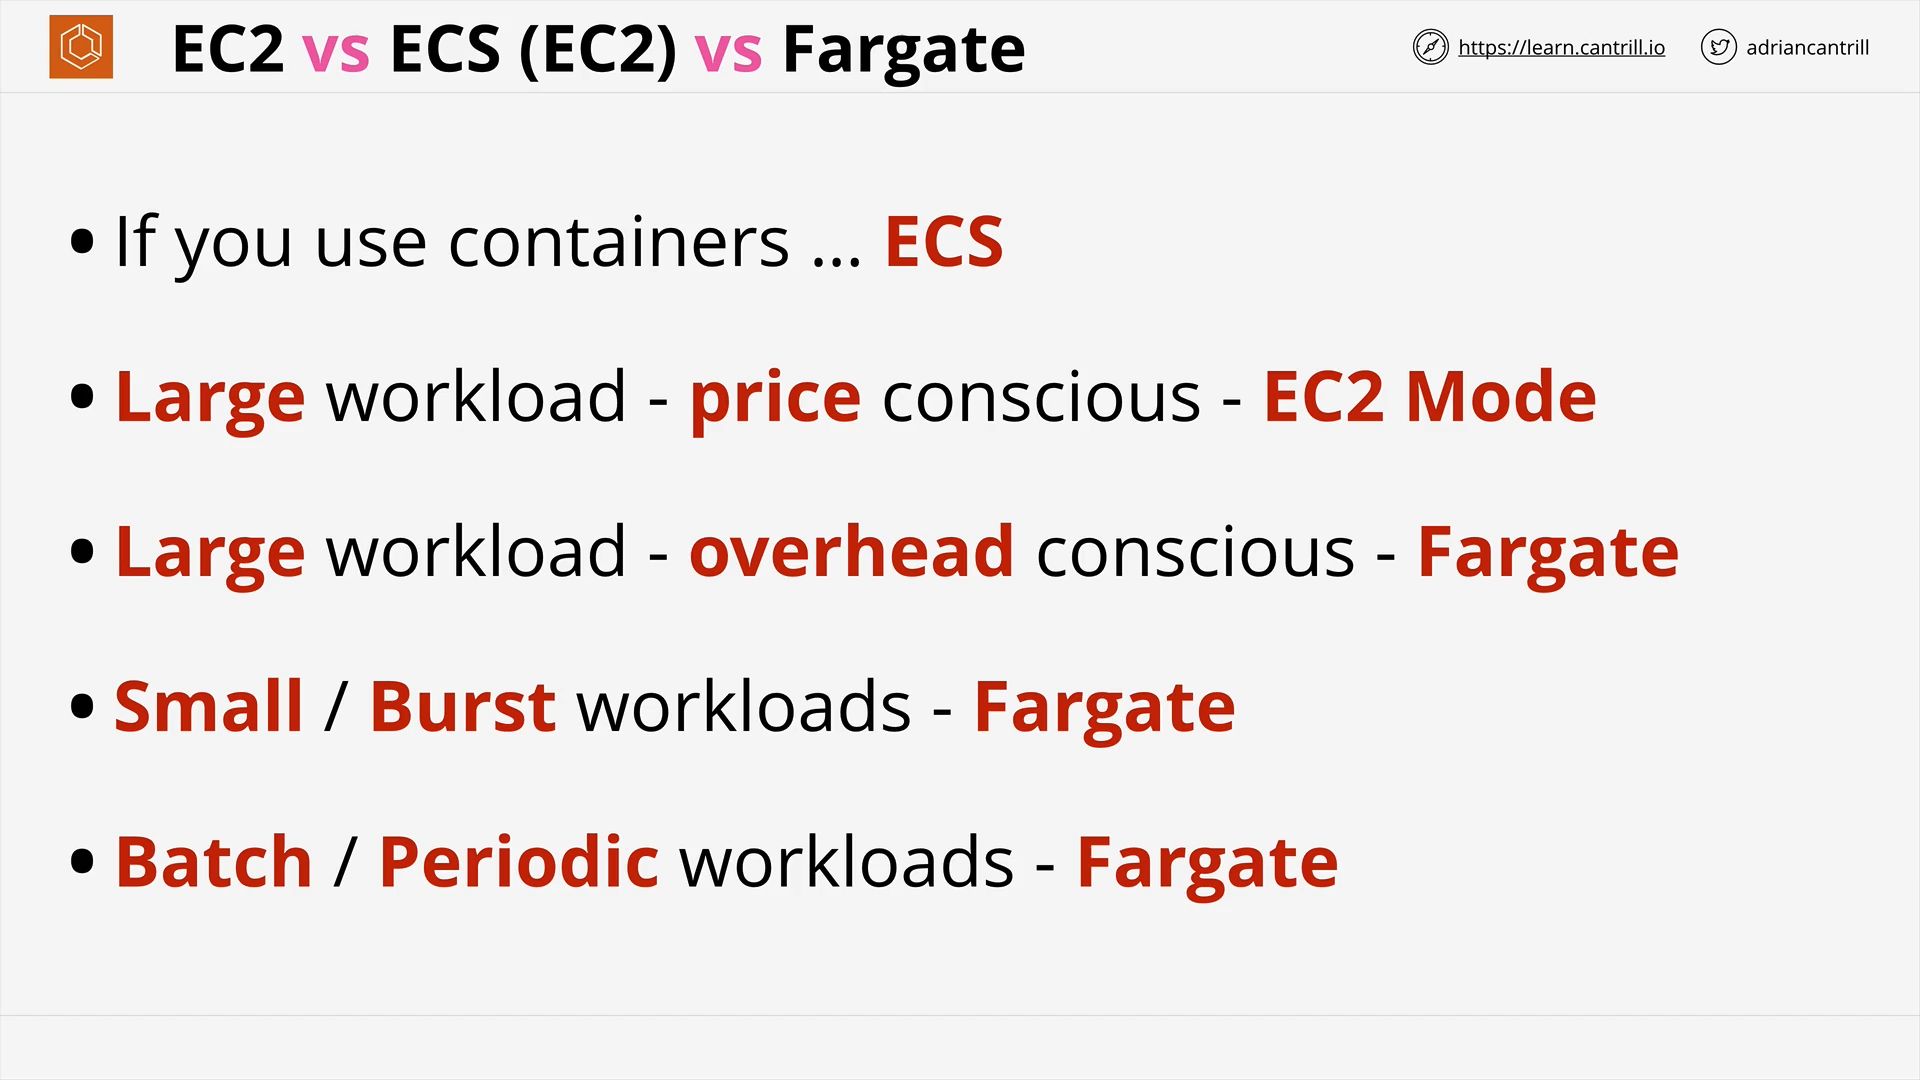 EC2 vs ECS (EC2) vs Fargate
https://learn.cantrill.io
adriancantrill
• If you use containers ... ECS
• Large workload - price conscious - EC2 Mode
• Large workload - overhead conscious - Fargate
• Small / Burst workloads - Fargate
• Batch / Periodic workloads - Fargate